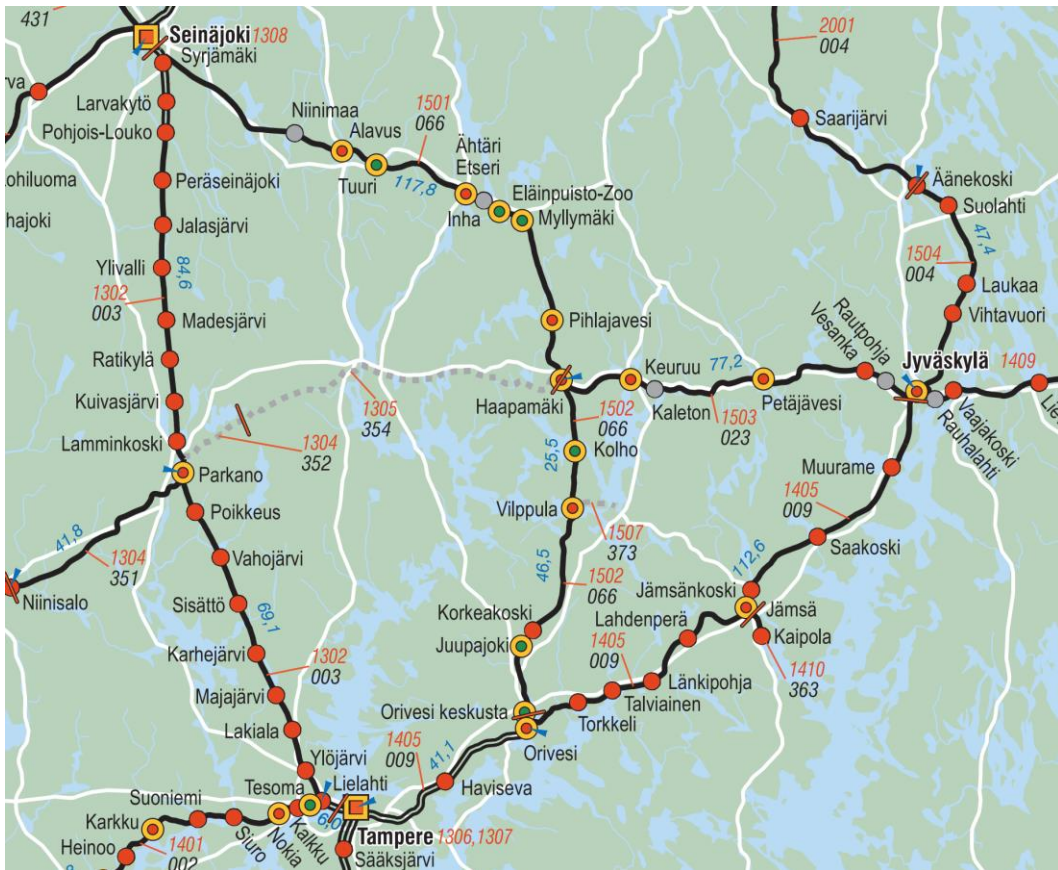 431
Seinäjoki 1308
2001
004
Syrjämäki
rva
Larvakytö
Niinimaa
1501
066
Pohjois-Louko
Alavus
Saarijärvi
Ähtäri
Etseri
ohiluoma
Peräseinäjoki
Tuuri
117,8
Eläinpuisto-Zoo
Äänekoski
Inha
Myllymäki
Suolahti
hajoki
Jalasjärvi
47,4
1504
004
Ylivalli
84,6
Laukaa
1302
003
Madesjärvi
Pihlajavesi
Vihtavuori
Rautpohja
Vesanka
Ratikylä
Keuruu
77,2
Jyväskylä 1409
Haapamäki
Kaleton
Petäjävesi
Kuivasjärvi
1305
354
1502
066
1503
023
Vaajakoski
Rauhalahti
Lamminkoski
1304
352
25,5
Kolho
Parkano
Muurame
Poikkeus
Vilppula
1405
009
41,8
1507
373
Saakoski
1304
351
Vahojärvi
46,5
112,6
Niinisalo
Sisättö
1502
066
Jämsänkoski
69,1
Korkeakoski
Lahdenperä
Jämsä
Karhejärvi
Juupajoki
1405
009
Kaipola
1302
003
1410
363
Majajärvi
Länkipohja
Orivesi keskusta
Talviainen
Lakiala
Torkkeli
1405
009
41,1
Orivesi
Ylöjärvi
Tesoma
Lielahti
Haviseva
Suoniemi
Karkku
6,0
Kalkku
Nokia
Siuro
Tampere 1306,1307
Heinoo
1401
002
Sääksjärvi